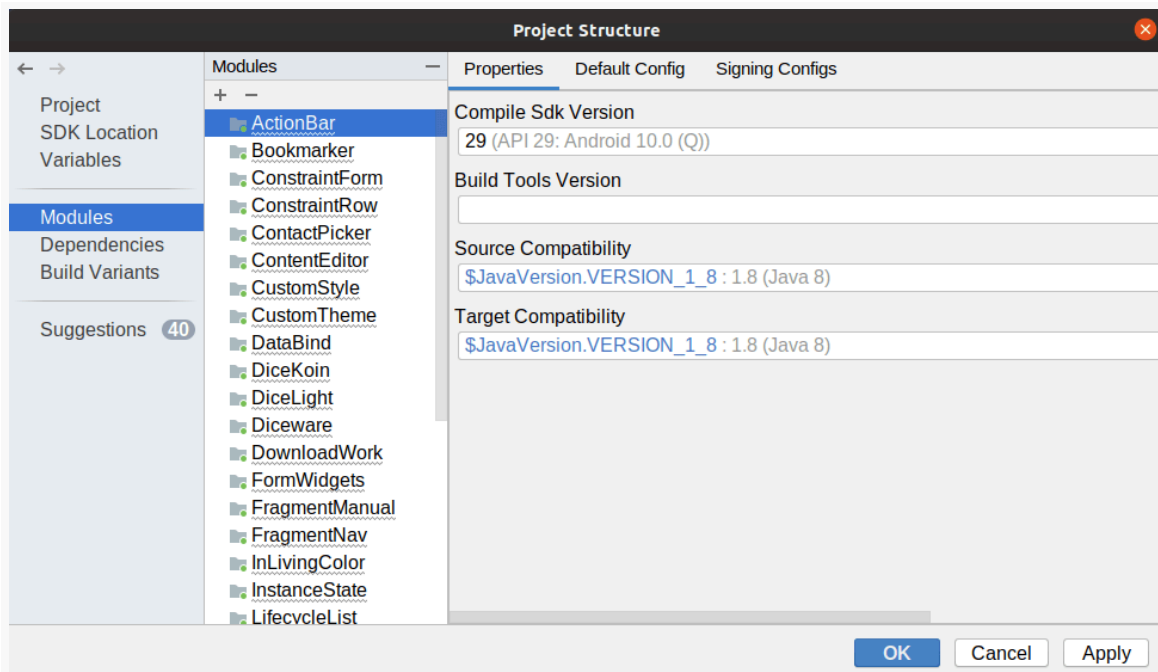 Project Structure
Project
SDK Location
Variables
Modules
Dependencies
Build Variants
Suggestions 40
Modules
ActionBar
Bookmarker
ConstraintForm
ConstraintRow
ContactPicker
ContentEditor
CustomStyle
CustomTheme
DataBind
DiceKoin
DiceLight
Diceware
DownloadWork
FormWidgets
FragmentManual
FragmentNav
InLivingColor
InstanceState
LifecycleList
Properties Default Config Signing Configs
Compile Sdk Version
29 (API 29: Android 10.0 (Q))
Build Tools Version
Source Compatibility
$JavaVersion.VERSION_1_8 : 1.8 (Java 8)
Target Compatibility
$JavaVersion.VERSION_1_8 : 1.8 (Java 8)
OK Cancel Apply